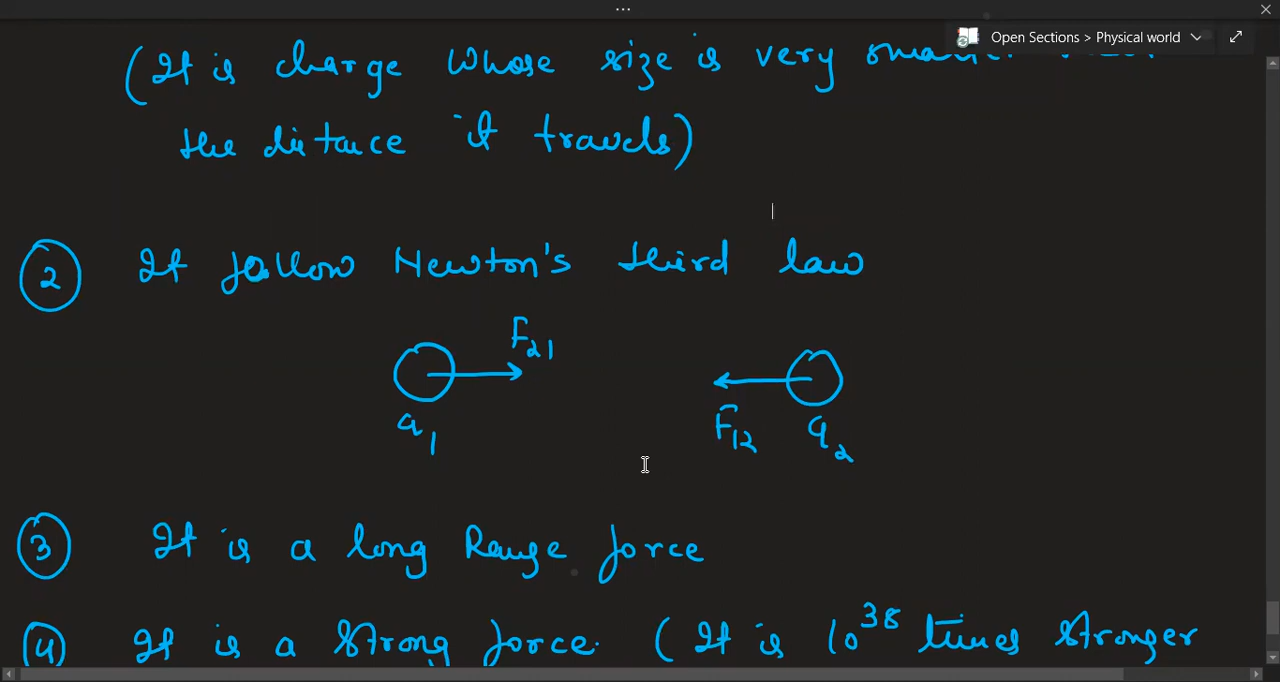 Open Sections > Physical world
(It is charge whose size is very
the distance it travels)
2 It follow Newton's third law
F21
q1 F12 q2
3 It is a long Range force
4 It is a strong force. (It is 10^38 times stronger